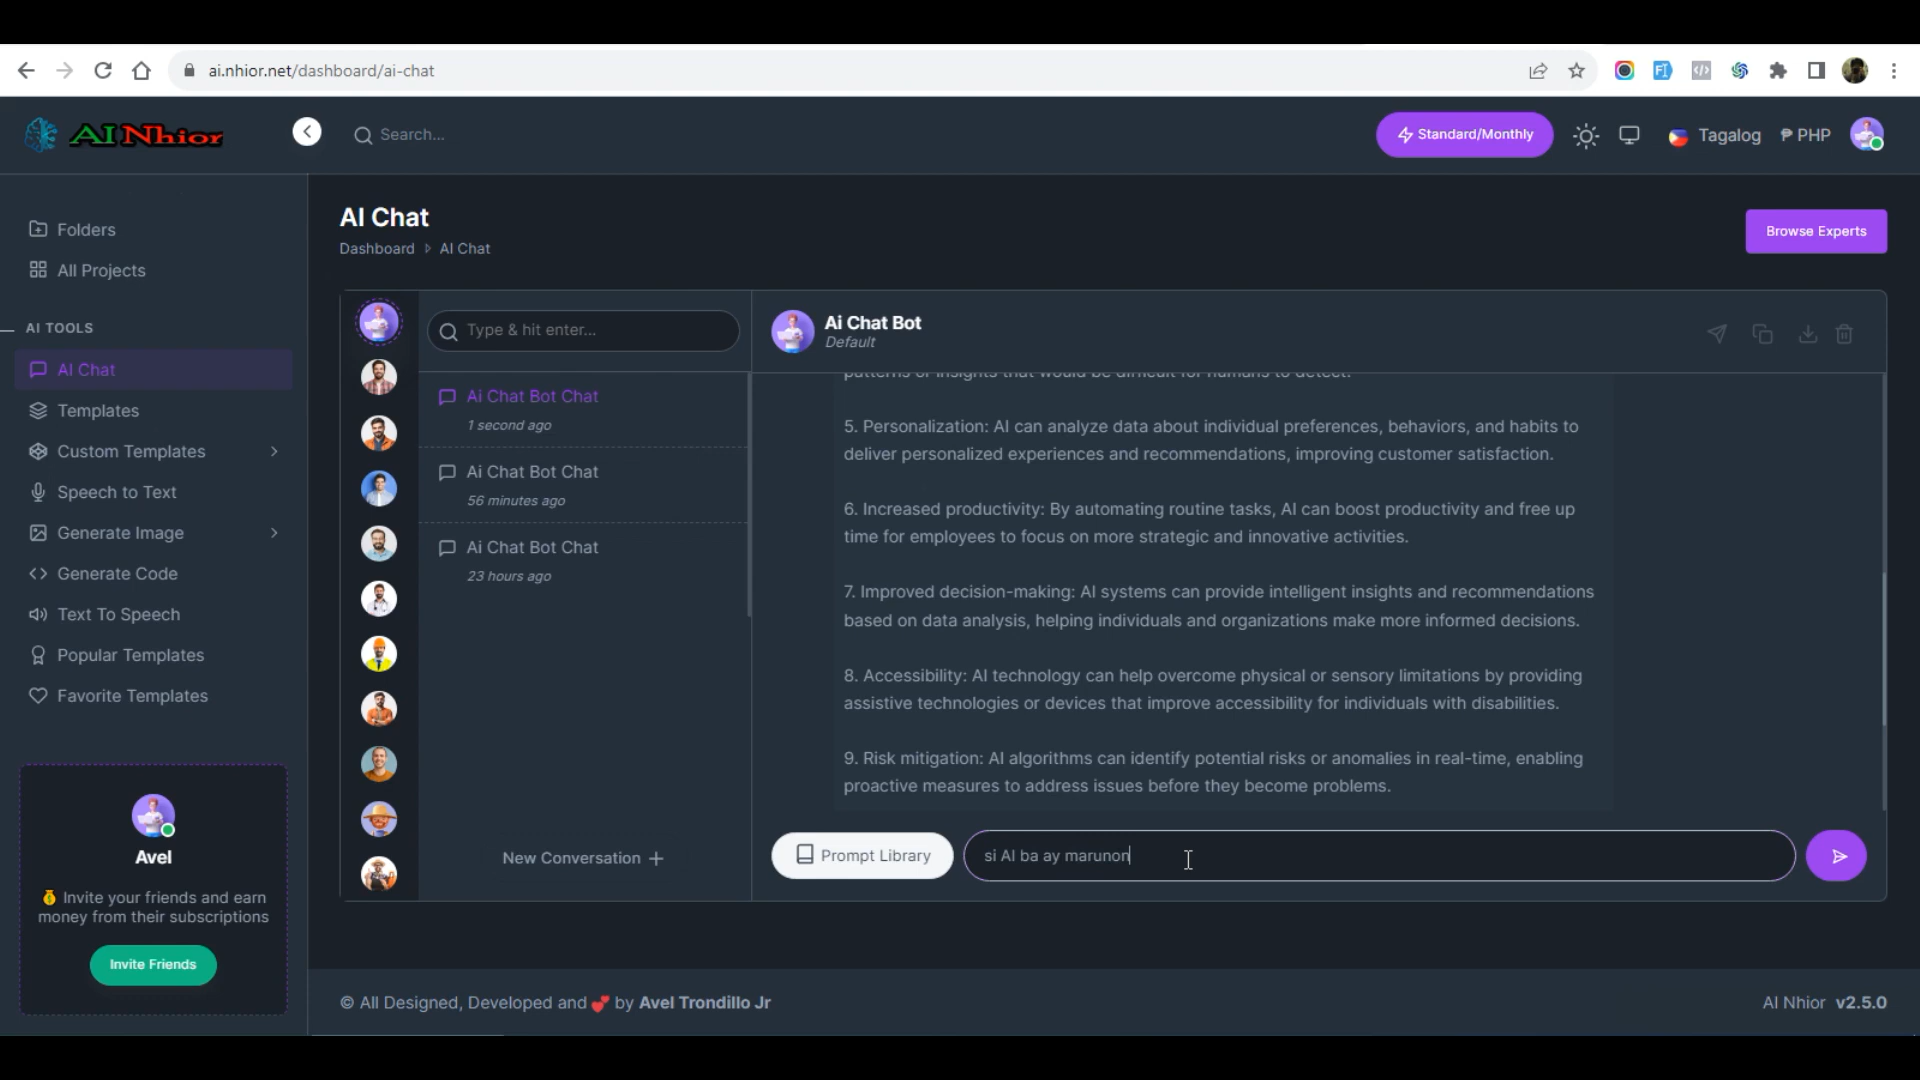 ai.nhior.net/dashboard/ai-chat
AI Nhior
Search...
Standard/Monthly
Tagalog
₱ PHP
Folders
All Projects
AI TOOLS
AI Chat
Templates
Custom Templates
Speech to Text
Generate Image
Generate Code
Text To Speech
Popular Templates
Favorite Templates
Avel
Invite your friends and earn
money from their subscriptions
Invite Friends
AI Chat
Dashboard AI Chat
Browse Experts
Type & hit enter...
Ai Chat Bot Chat
1 second ago
Ai Chat Bot Chat
56 minutes ago
Ai Chat Bot Chat
23 hours ago
New Conversation +
Ai Chat Bot
Default
patterns or insights that would be difficult for humans to detect.
5. Personalization: AI can analyze data about individual preferences, behaviors, and habits to
deliver personalized experiences and recommendations, improving customer satisfaction.
6. Increased productivity: By automating routine tasks, AI can boost productivity and free up
time for employees to focus on more strategic and innovative activities.
7. Improved decision-making: AI systems can provide intelligent insights and recommendations
based on data analysis, helping individuals and organizations make more informed decisions.
8. Accessibility: AI technology can help overcome physical or sensory limitations by providing
assistive technologies or devices that improve accessibility for individuals with disabilities.
9. Risk mitigation: AI algorithms can identify potential risks or anomalies in real-time, enabling
proactive measures to address issues before they become problems.
Prompt Library
si AI ba ay marunon
© All Designed, Developed and 💕 by Avel Trondillo Jr
AI Nhior v2.5.0